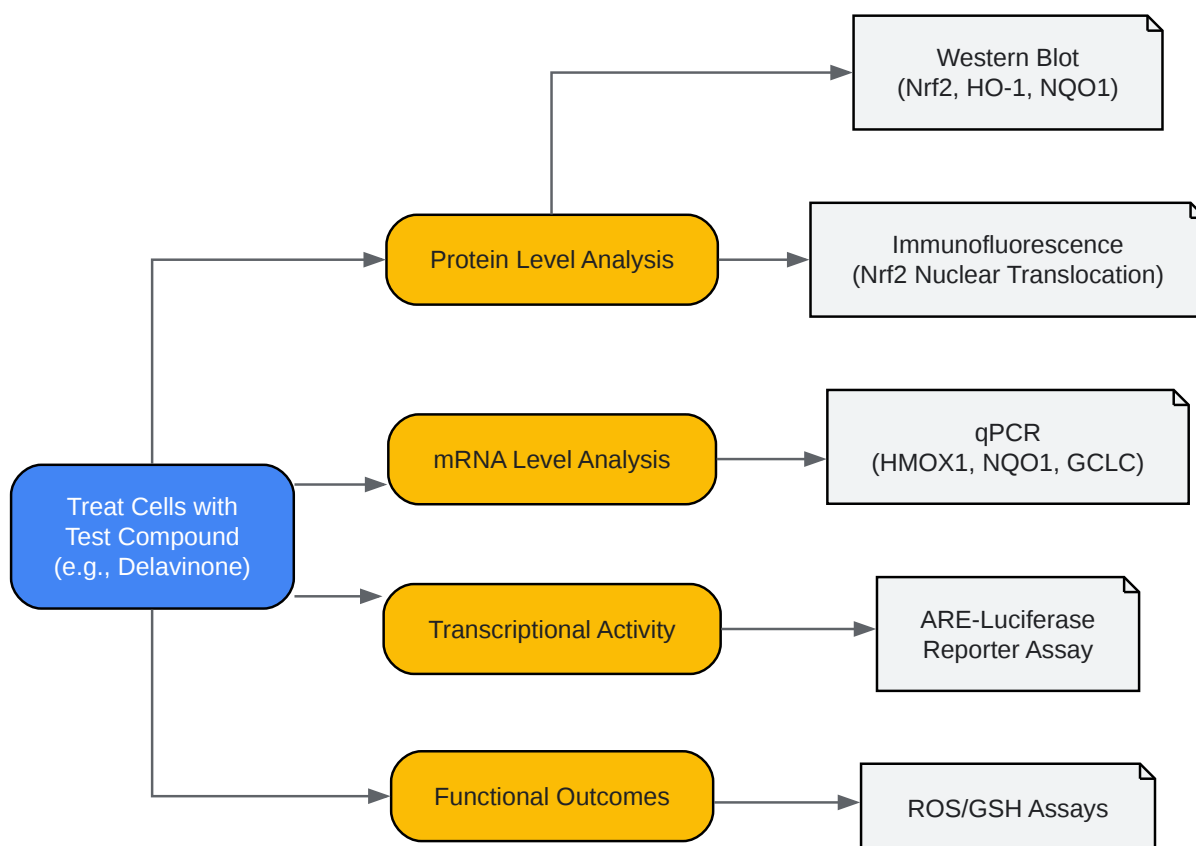 Western Blot
(Nrf2, HO-1, NQO1)
Protein Level Analysis
Immunofluorescence
(Nrf2 Nuclear Translocation)
mRNA Level Analysis
qPCR
(HMOX1, NQO1, GCLC)
Treat Cells with
Test Compound
(e.g., Delavinone)
Transcriptional Activity
ARE-Luciferase
Reporter Assay
Functional Outcomes
ROS/GSH Assays